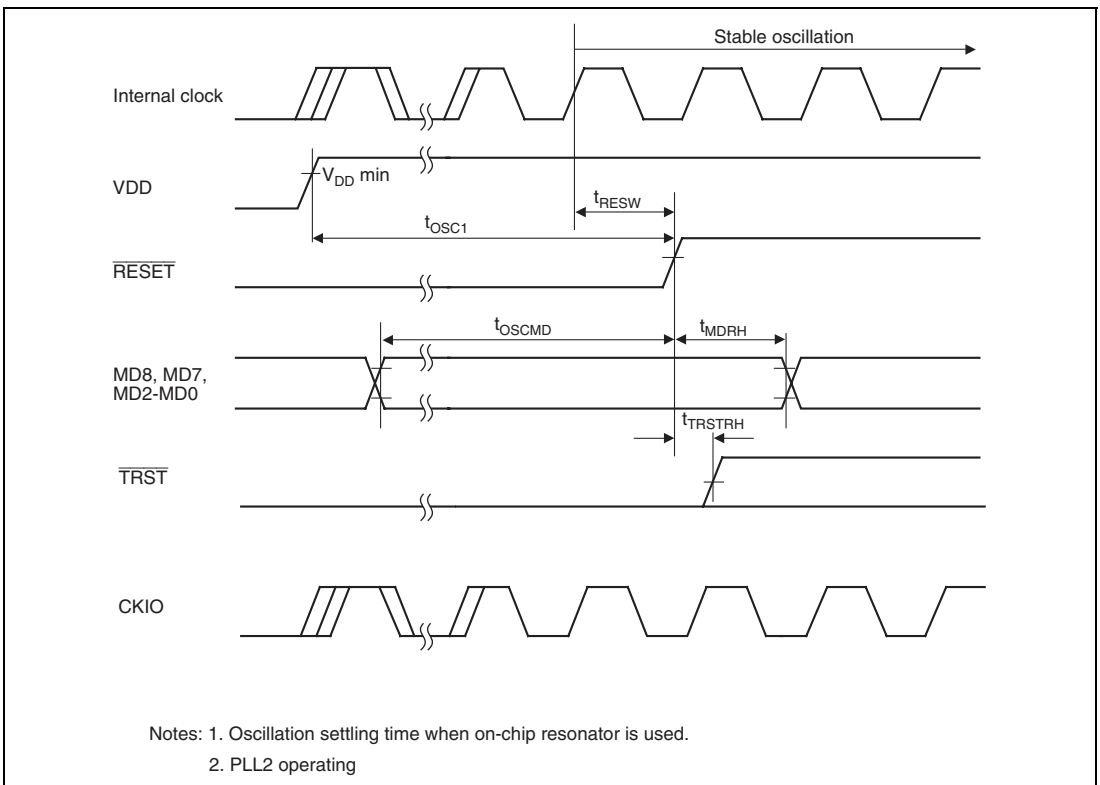 Stable oscillation
Internal clock
VDD
VDD min
tRESW
tOSC1
RESET
tOSCMD
tMDRH
MD8, MD7,
MD2-MD0
tTRSTRH
TRST
CKIO
Notes: 1. Oscillation settling time when on-chip resonator is used.
2. PLL2 operating